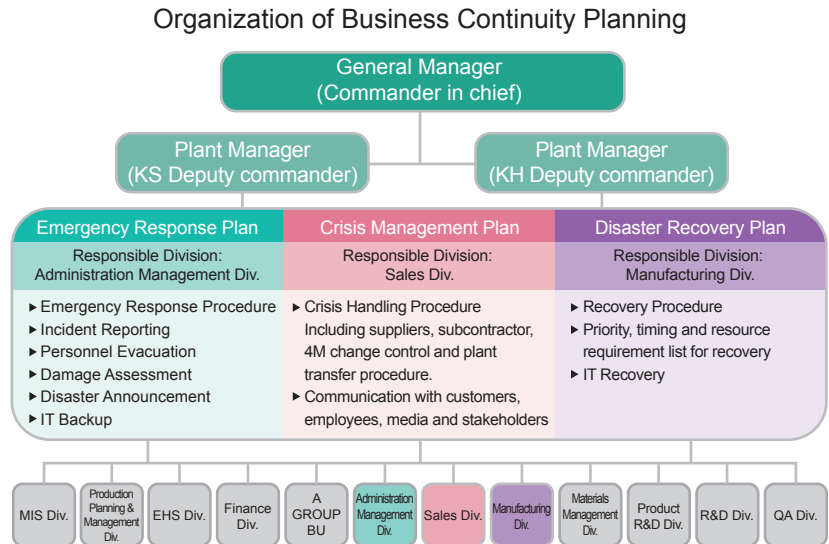 Organization of Business Continuity Planning
General Manager
(Commander in chief)
Plant Manager
(KS Deputy commander)
Plant Manager
(KH Deputy commander)
Emergency Response Plan
Responsible Division:
Administration Management Div.
▸ Emergency Response Procedure
▸ Incident Reporting
▸ Personnel Evacuation
▸ Damage Assessment
▸ Disaster Announcement
▸ IT Backup
Crisis Management Plan
Responsible Division:
Sales Div.
▸ Crisis Handling Procedure
Including suppliers, subcontractor,
4M change control and plant
transfer procedure.
▸ Communication with customers,
employees, media and stakeholders
Disaster Recovery Plan
Responsible Division:
Manufacturing Div.
▸ Recovery Procedure
▸ Priority, timing and resource
requirement list for recovery
▸ IT Recovery
MIS Div.
Production
Planning &
Management
Div.
EHS Div.
Finance
Div.
A
GROUP
BU
Administration
Management
Div.
Sales Div.
Manufacturing
Div.
Materials
Management
Div.
Product
R&D Div.
R&D Div.
QA Div.